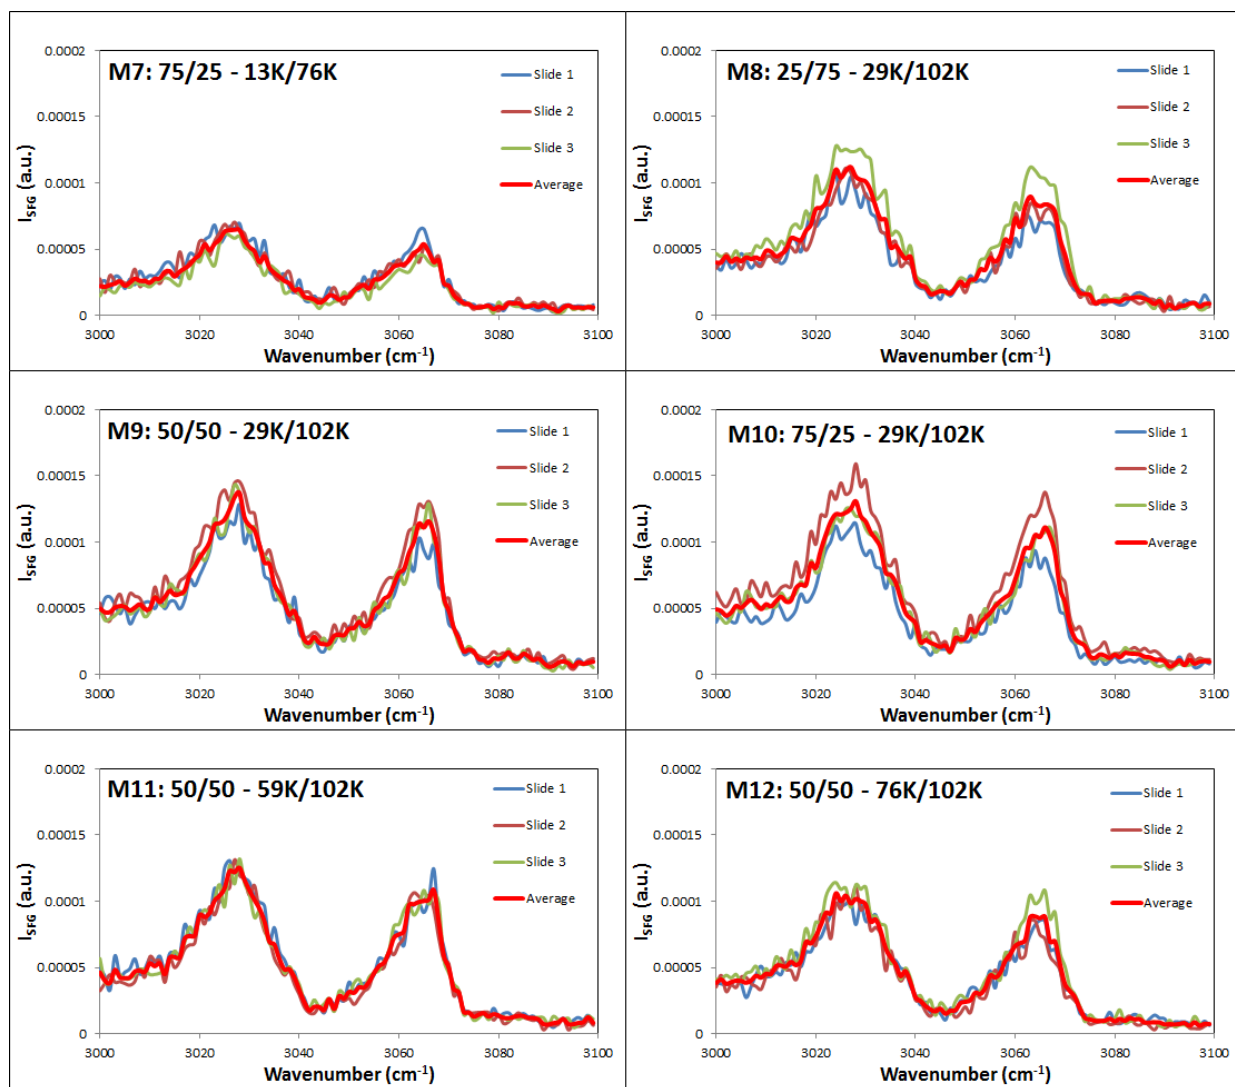 M7: 75/25 - 13K/76K
0.0002
0.00015
0.0001
0.00005
0
I_SFG (a.u.)
Slide 1
Slide 2
Slide 3
Average
3000 3020 3040 3060 3080 3100
Wavenumber (cm⁻¹)
M8: 25/75 - 29K/102K
0.0002
0.00015
0.0001
0.00005
0
I_SFG (a.u.)
Slide 1
Slide 2
Slide 3
Average
3000 3020 3040 3060 3080 3100
Wavenumber (cm⁻¹)
M9: 50/50 - 29K/102K
0.0002
0.00015
0.0001
0.00005
0
I_SFG (a.u.)
Slide 1
Slide 2
Slide 3
Average
3000 3020 3040 3060 3080 3100
Wavenumber (cm⁻¹)
M10: 75/25 - 29K/102K
0.0002
0.00015
0.0001
0.00005
0
I_SFG (a.u.)
Slide 1
Slide 2
Slide 3
Average
3000 3020 3040 3060 3080 3100
Wavenumber (cm⁻¹)
M11: 50/50 - 59K/102K
0.0002
0.00015
0.0001
0.00005
0
I_SFG (a.u.)
Slide 1
Slide 2
Slide 3
Average
3000 3020 3040 3060 3080 3100
Wavenumber (cm⁻¹)
M12: 50/50 - 76K/102K
0.0002
0.00015
0.0001
0.00005
0
I_SFG (a.u.)
Slide 1
Slide 2
Slide 3
Average
3000 3020 3040 3060 3080 3100
Wavenumber (cm⁻¹)